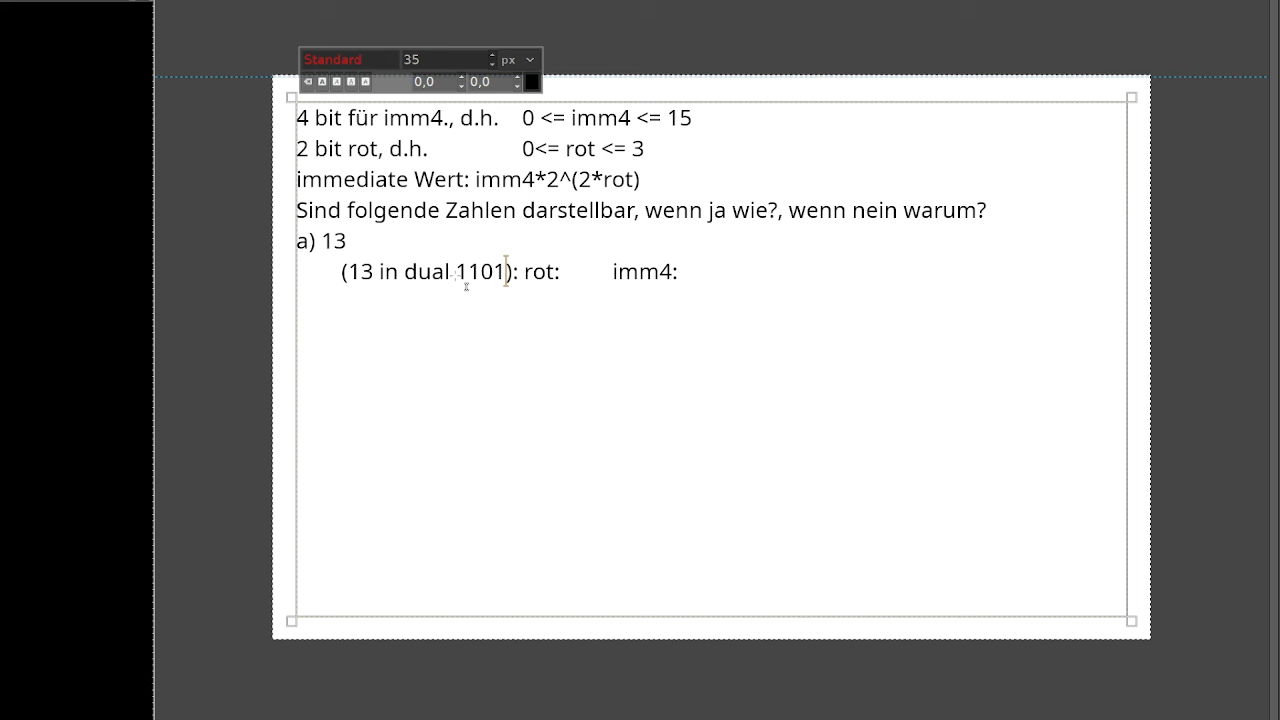 Standard 35 px
0,0 0,0
4 bit für imm4., d.h. 0 <= imm4 <= 15
2 bit rot, d.h. 0<= rot <= 3
immediate Wert: imm4*2^(2*rot)
Sind folgende Zahlen darstellbar, wenn ja wie?, wenn nein warum?
a) 13
(13 in dual 1101): rot: imm4: